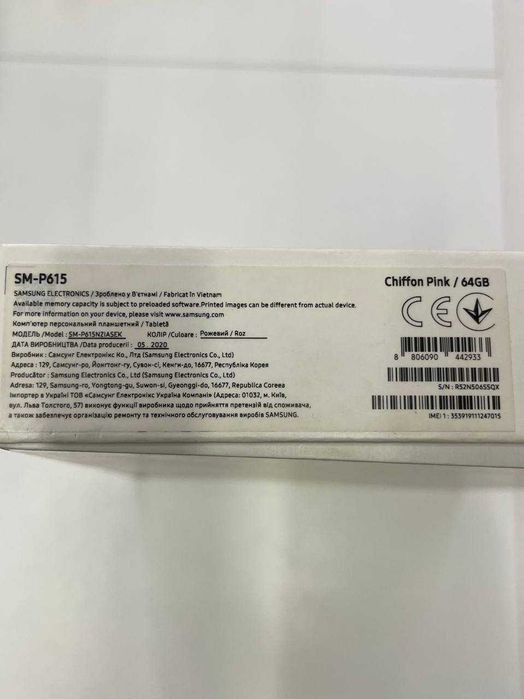 SM-P615
Chiffon Pink / 64GB
SAMSUNG ELECTRONICS / Зроблено у В'єтнамі / Fabricat în Vietnam
Available memory capacity is subject to preloaded software.Printed images can be different from actual device.
For more information on your device, please visit www.samsung.com
Комп'ютер персональний планшетний / Tabletă
МОДЕЛЬ /Model : SM-P615NZIASEK КОЛІР /Culoare : Рожевий / Roz
ДАТА ВИРОБНИЦТВА /Data producerii : 05. 2020
Виробник : Самсунг Електронікс Ко., Лтд (Samsung Electronics Co., Ltd)
Адреса : 129, Самсунг-ро, Йонгтонг-гу, Сувон-сі, Кенгі-до, 16677, Республіка Корея
Producător : Samsung Electronics Co., Ltd (Samsung Electronics Co., Ltd)
Adresa: 129, Samsung-ro, Yongtong-gu, Suwon-si, Gyeonggi-do, 16677, Republica Coreea
Імпортер в Україні ТОВ «Самсунг Електронікс Україна Компані» (Адреса: 01032, м. Київ,
вул. Льва Толстого, 57) виконує функції виробника щодо прийняття претензій від споживача,
а також забезпечує організацію ремонту та технічного обслуговування виробів SAMSUNG.
CE
8 806090 442933
S/N : R52N5065SQX
IMEI 1 : 353919111247015